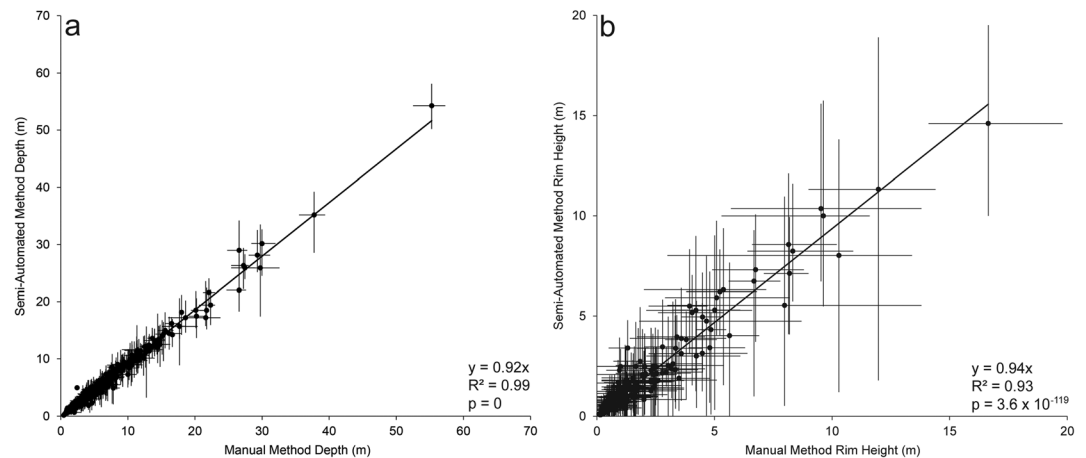 a
70
60
50
40
30
20
10
0
Semi-Automated Method Depth (m)
0 10 20 30 40 50 60 70
Manual Method Depth (m)
y = 0.92x
R² = 0.99
p = 0
b
20
15
10
5
0
Semi-Automated Method Rim Height (m)
0 5 10 15 20
Manual Method Rim Height (m)
y = 0.94x
R² = 0.93
p = 3.6 x 10⁻¹¹⁹